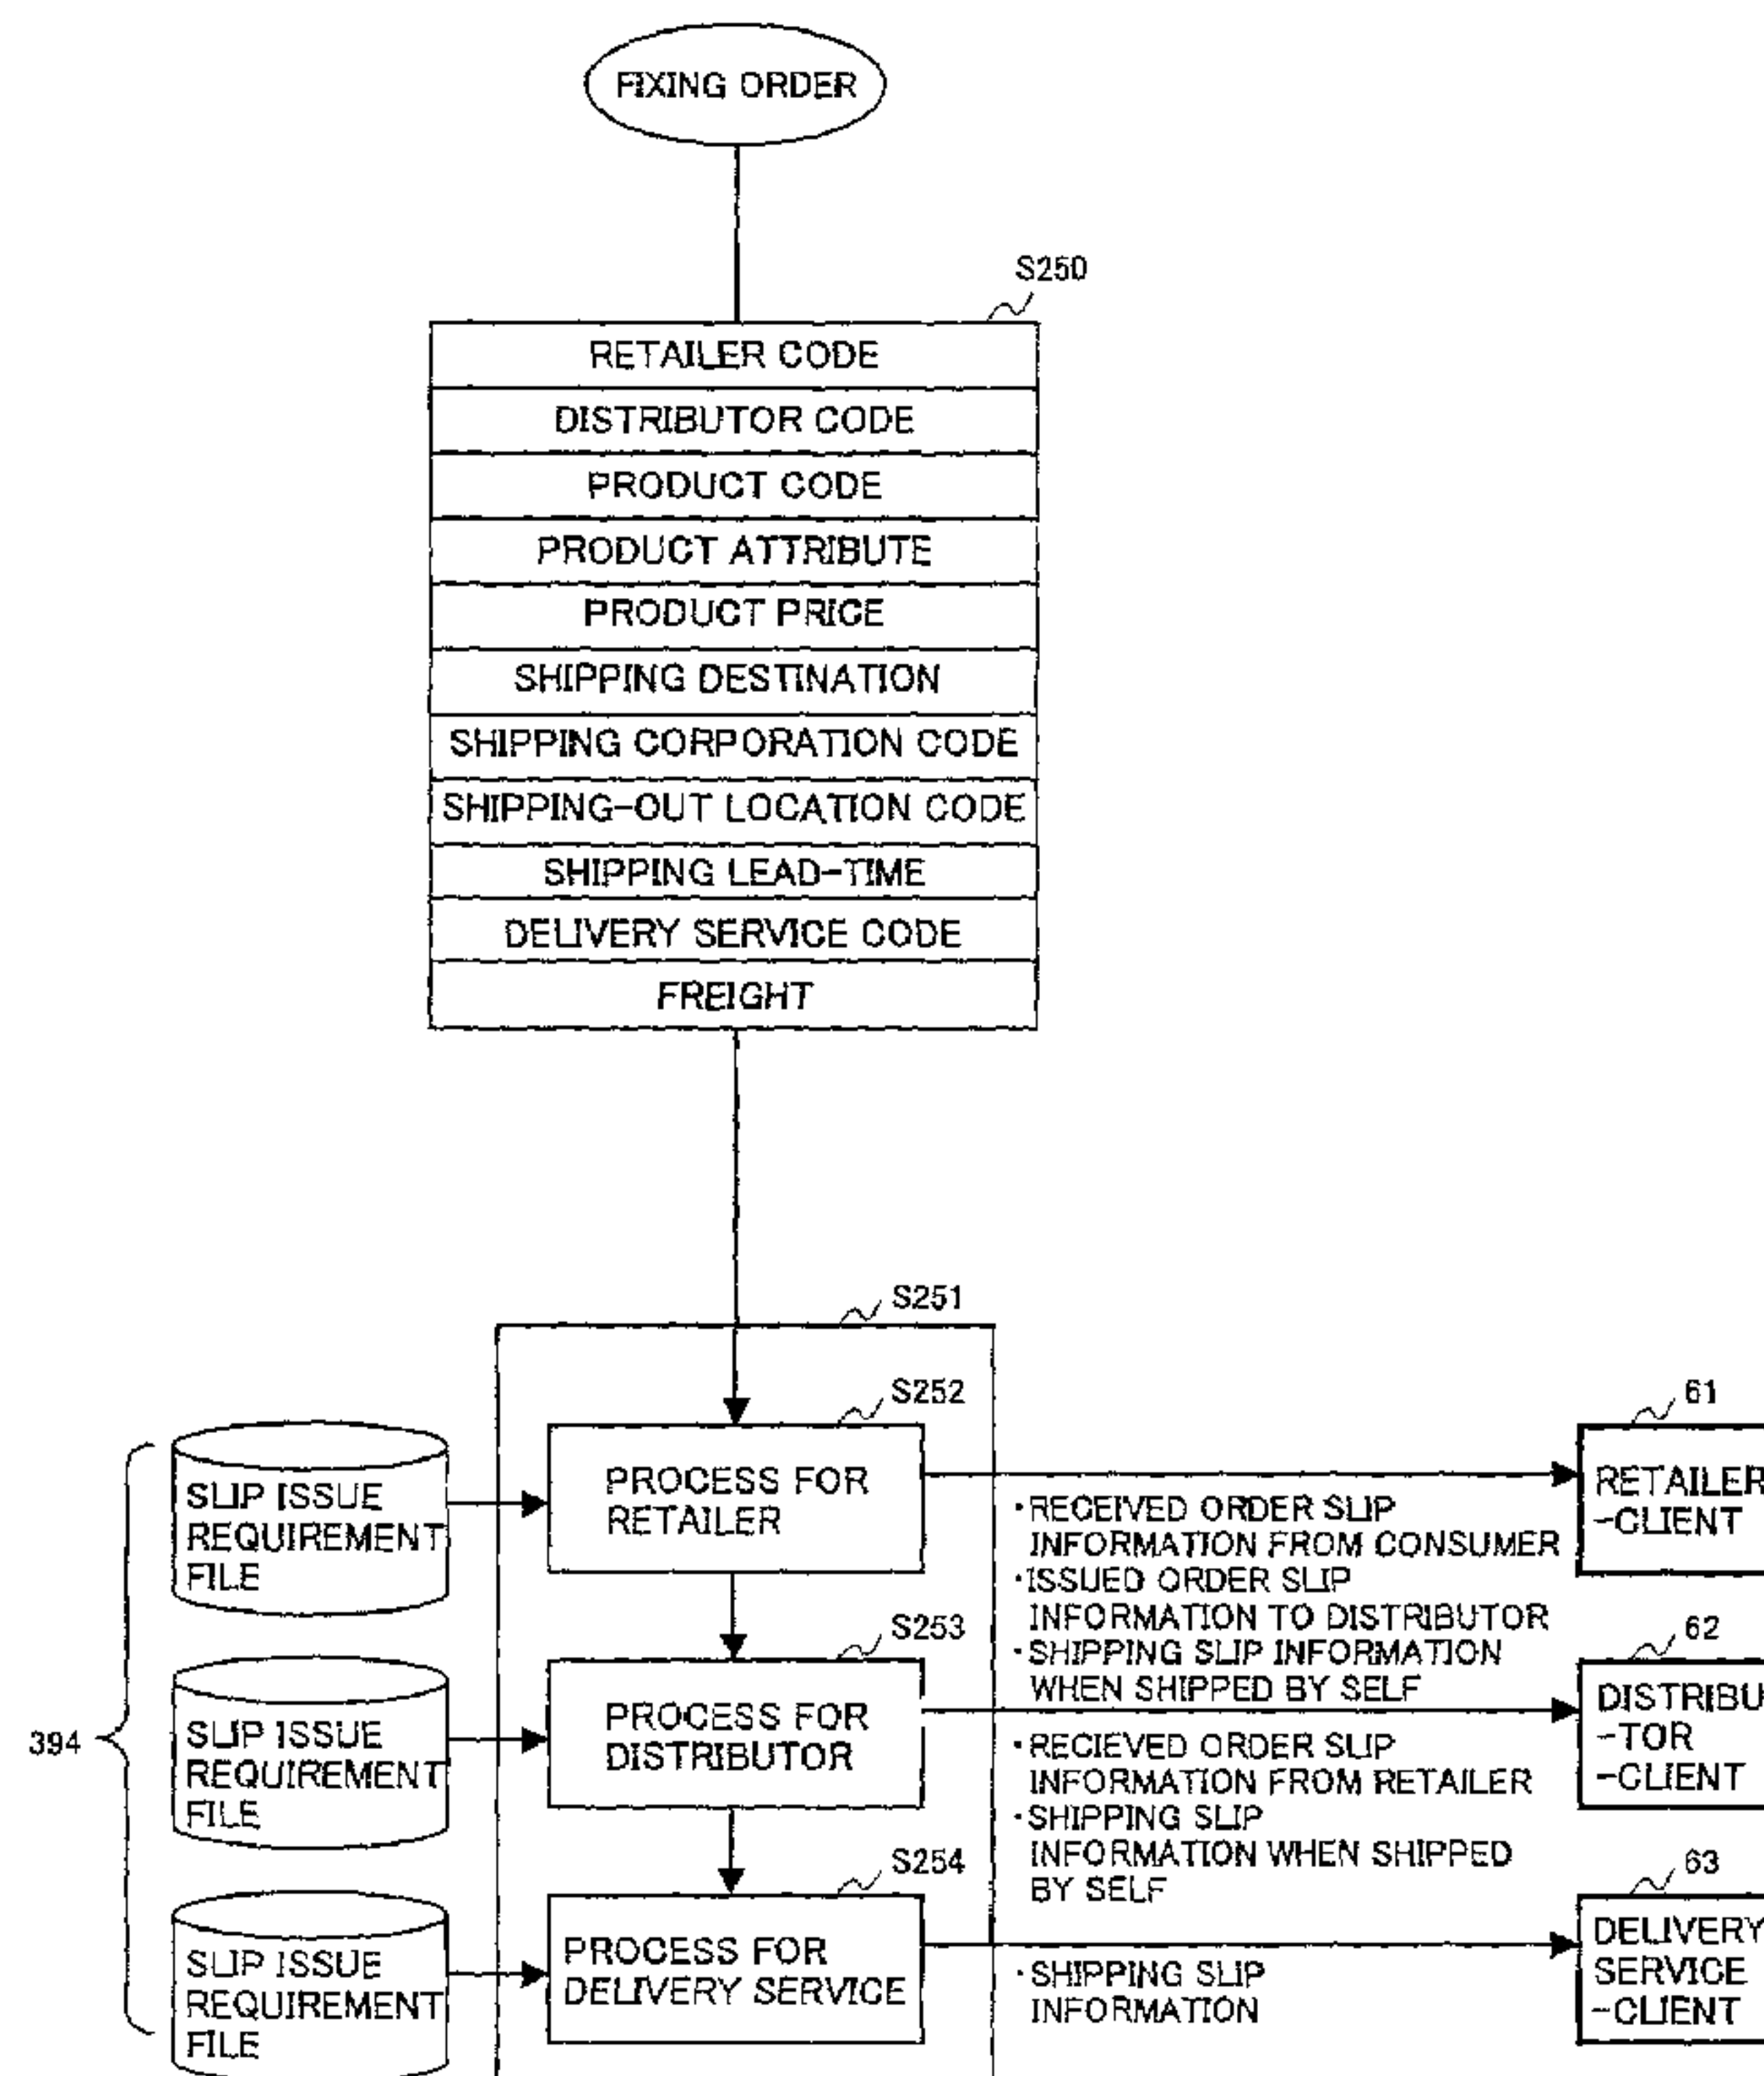 FIXING ORDER
S250
RETAILER CODE
DISTRIBUTOR CODE
PRODUCT CODE
PRODUCT ATTRIBUTE
PRODUCT PRICE
SHIPPING DESTINATION
SHIPPING CORPORATION CODE
SHIPPING-OUT LOCATION CODE
SHIPPING LEAD-TIME
DELIVERY SERVICE CODE
FREIGHT
S251
394
SLIP ISSUE
REQUIREMENT
FILE
S252
PROCESS FOR
RETAILER
・RECEIVED ORDER SLIP
INFORMATION FROM CONSUMER
・ISSUED ORDER SLIP
INFORMATION TO DISTRIBUTOR
・SHIPPING SLIP INFORMATION
WHEN SHIPPED BY SELF
61
RETAILER
-CLIENT
SLIP ISSUE
REQUIREMENT
FILE
S253
PROCESS FOR
DISTRIBUTOR
・RECIEVED ORDER SLIP
INFORMATION FROM RETAILER
・SHIPPING SLIP
INFORMATION WHEN SHIPPED
BY SELF
62
DISTRIBU
-TOR
-CLIENT
SLIP ISSUE
REQUIREMENT
FILE
S254
PROCESS FOR
DELIVERY SERVICE
・SHIPPING SLIP
INFORMATION
63
DELIVERY
SERVICE
-CLIENT